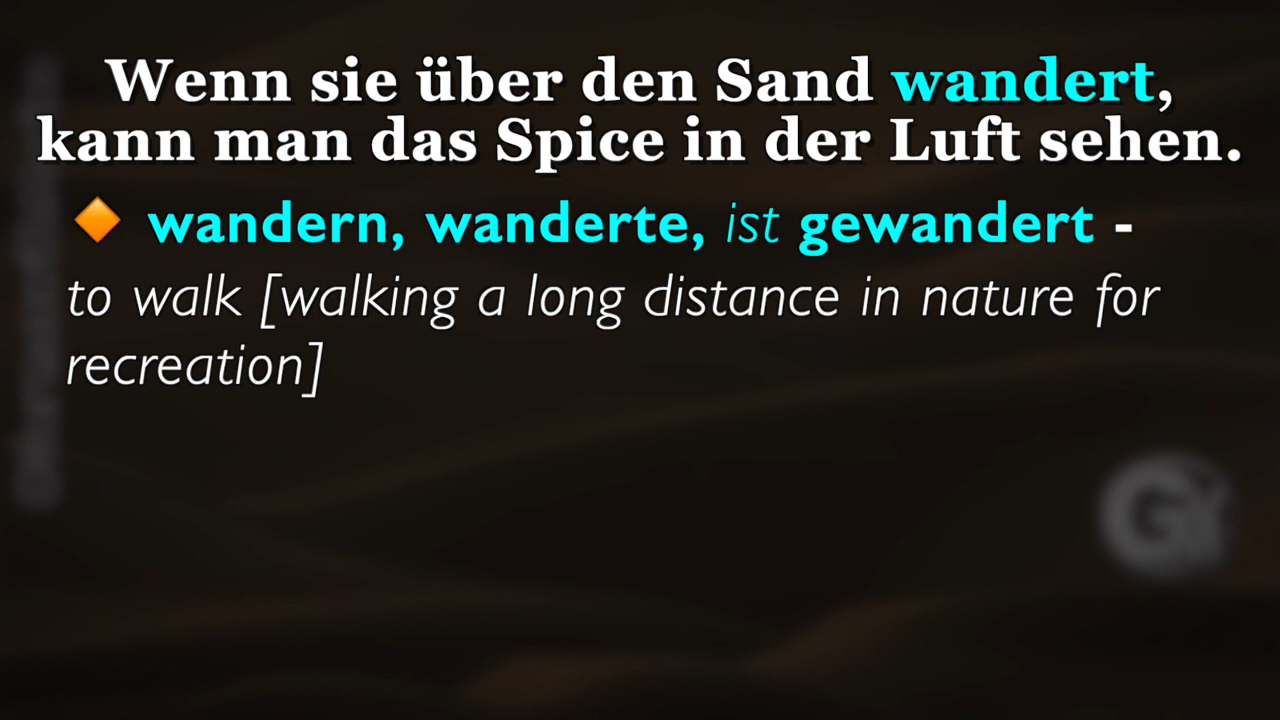 Wenn sie über den Sand wandert,
kann man das Spice in der Luft sehen.
🔶 wandern, wanderte, ist gewandert -
to walk [walking a long distance in nature for
recreation]